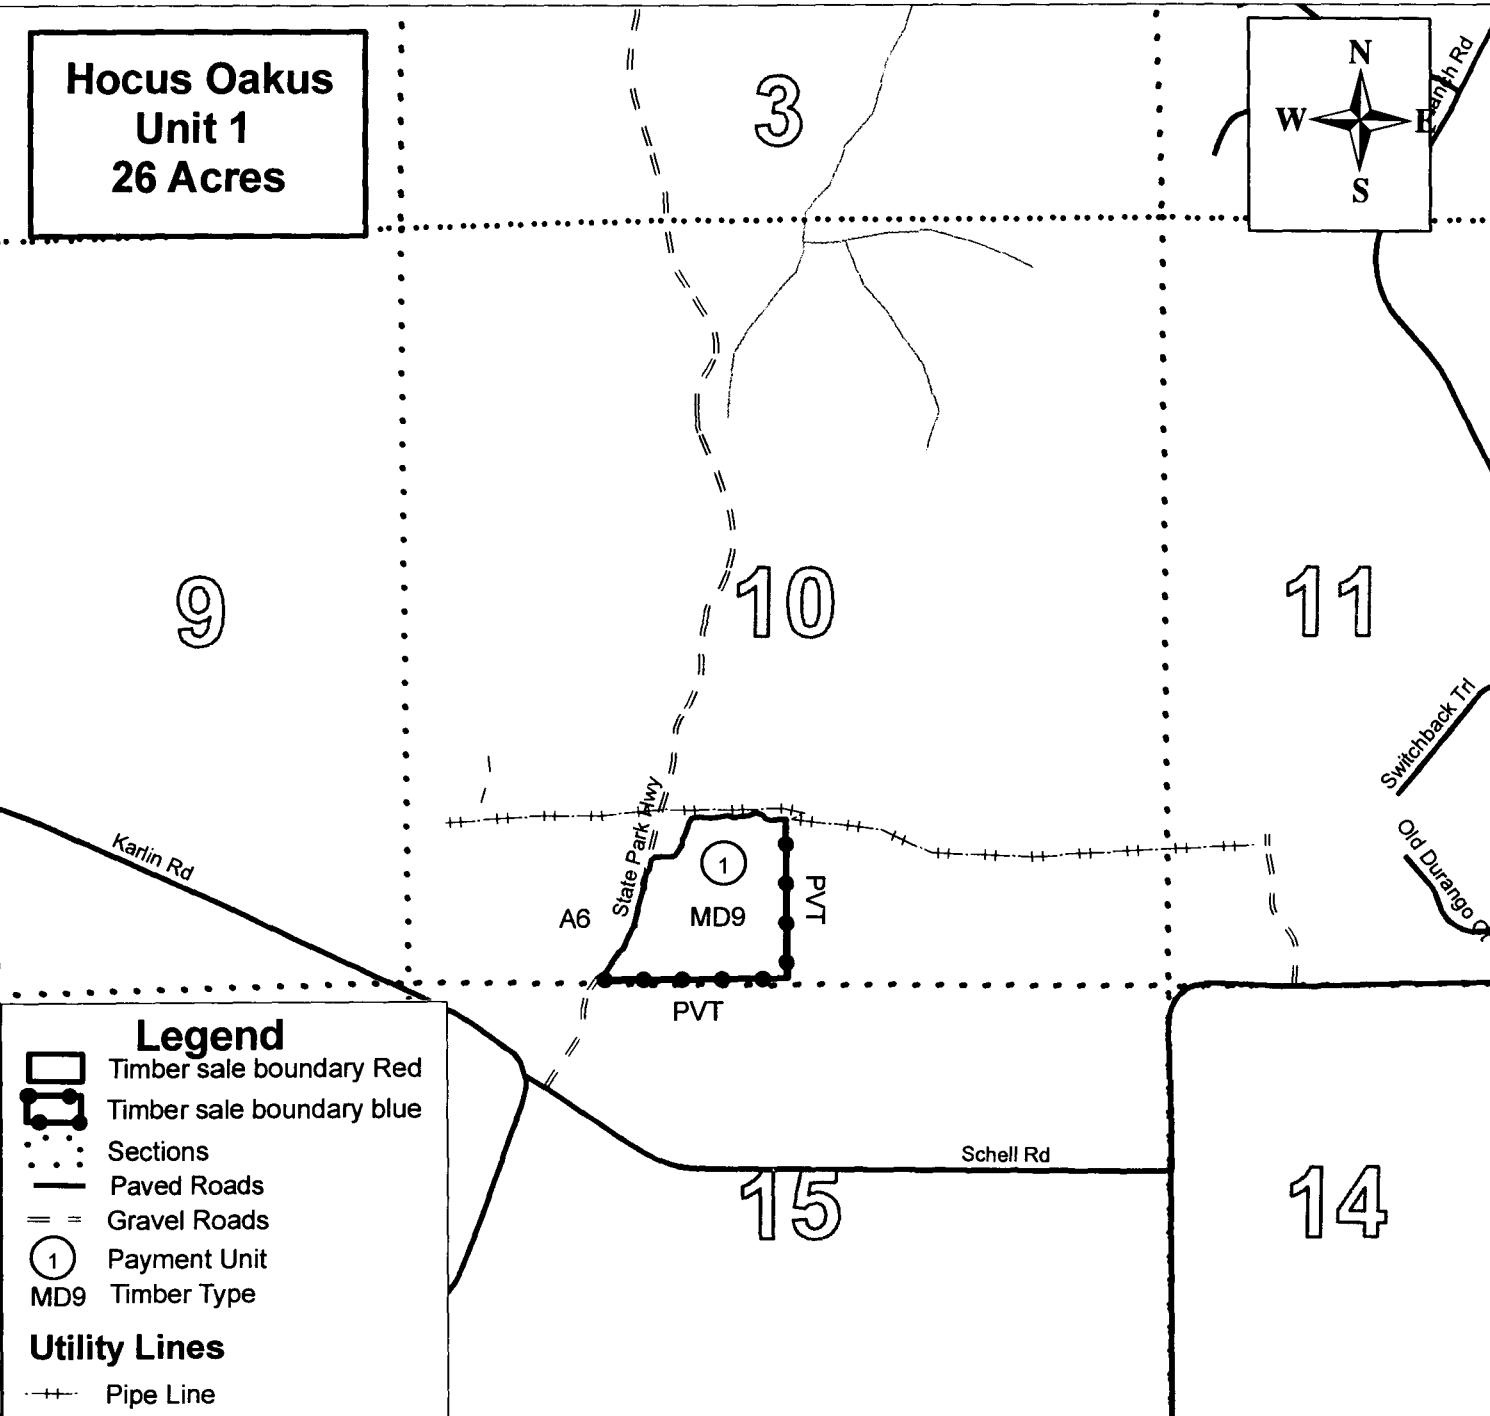 Hocus Oakus
Unit 1
26 Acres
3
N
W
E
S
Rd
9
10
11
Switchback Trl
Old Durango Ct
Karlin Rd
State Park Hwy
1
A6
MD9
PVT
PVT
Schell Rd
15
14
Legend
Timber sale boundary Red
Timber sale boundary blue
Sections
Paved Roads
Gravel Roads
1 Payment Unit
MD9 Timber Type
Utility Lines
Pipe Line